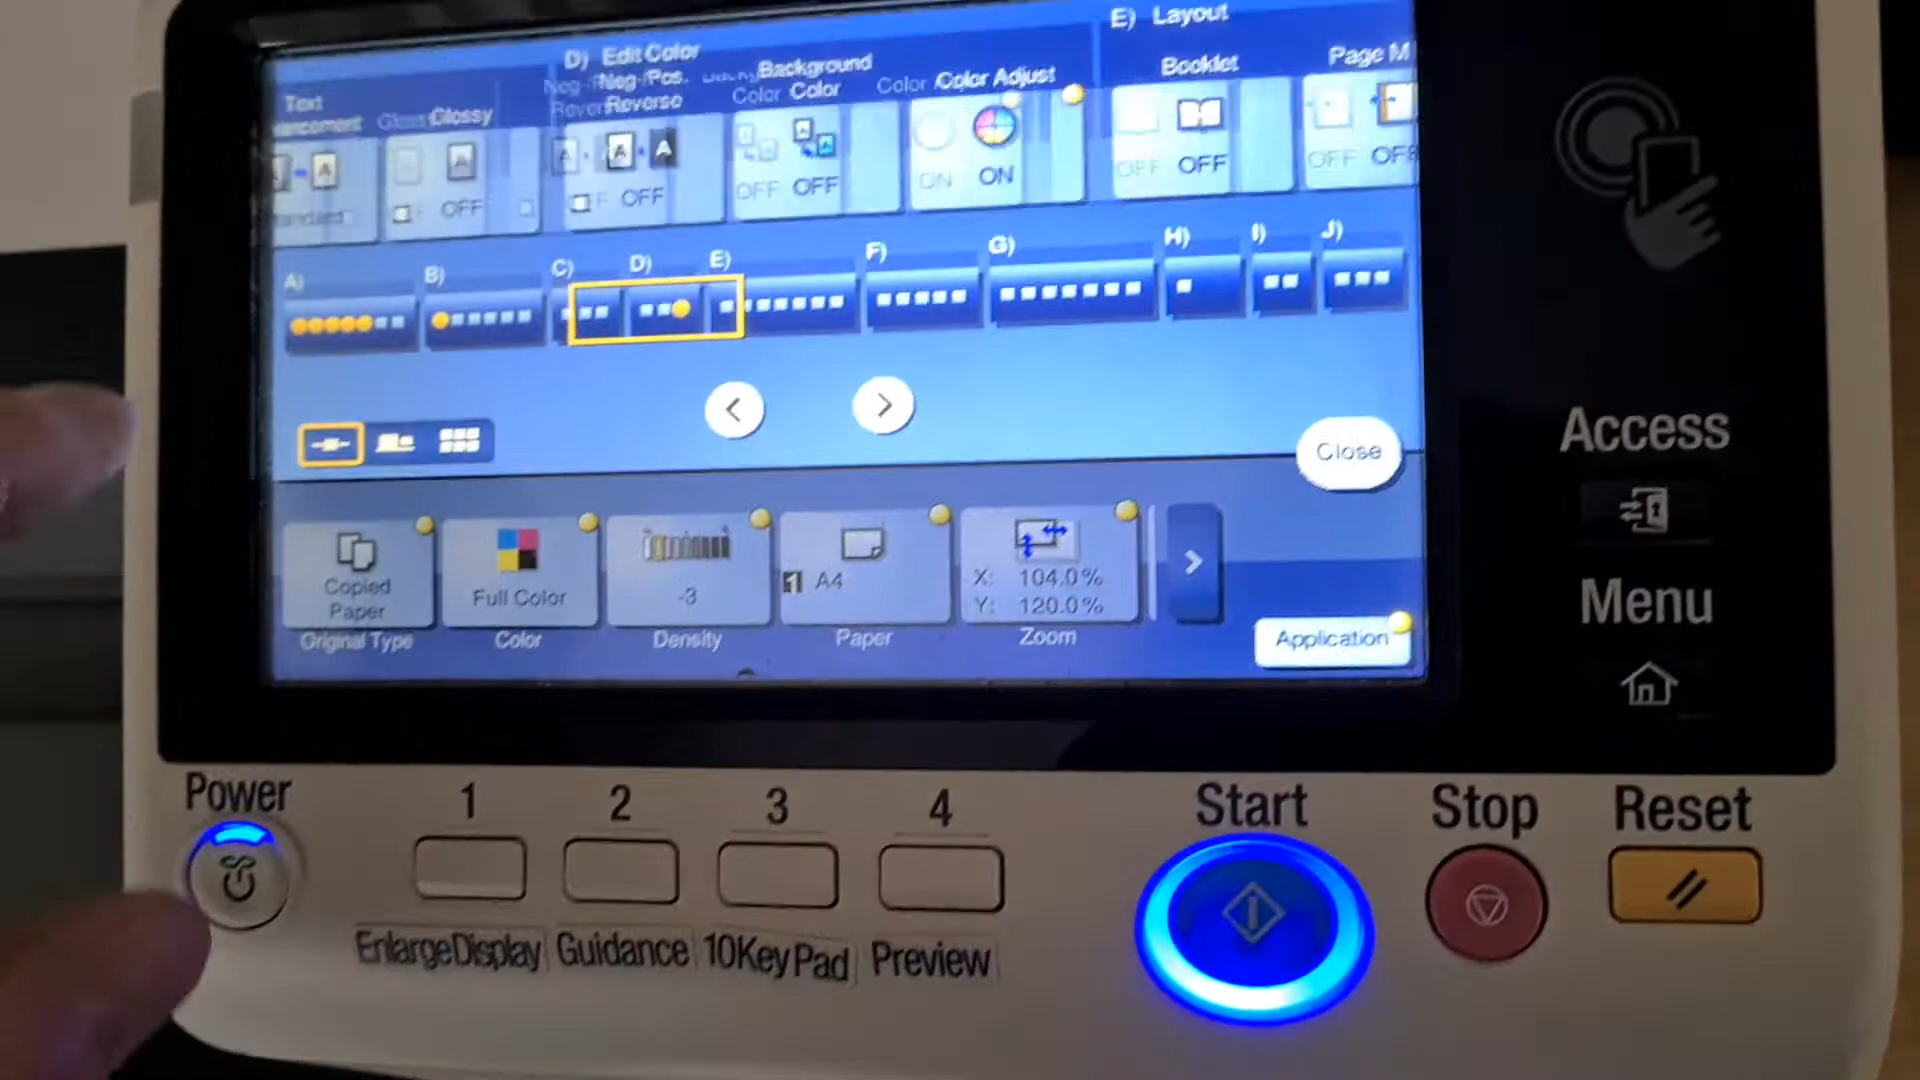 E) Layout
D) Edit Color
Text
Glossy
Neg-/Pos.
Reverse
Background
Color Color
Color Color Adjust
Booklet
Page M
OFF
OFF
OFF OFF
ON ON
OFF OFF
OFF OFF
A)
B)
C)
D)
E)
F)
G)
H)
I)
J)
Close
Copied
Paper
Original Type
Full Color
Color
-3
Density
1 A4
Paper
X: 104.0%
Y: 120.0%
Zoom
Application
Access
Menu
Power
1
2
3
4
Start
Stop
Reset
Enlarge Display
Guidance
10 Key Pad
Preview